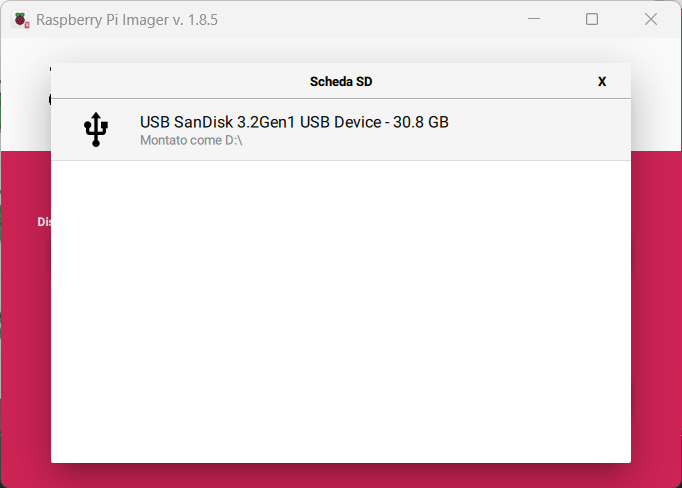 Raspberry Pi Imager v. 1.8.5
Scheda SD
X
USB SanDisk 3.2Gen1 USB Device - 30.8 GB
Montato come D:\
Dis